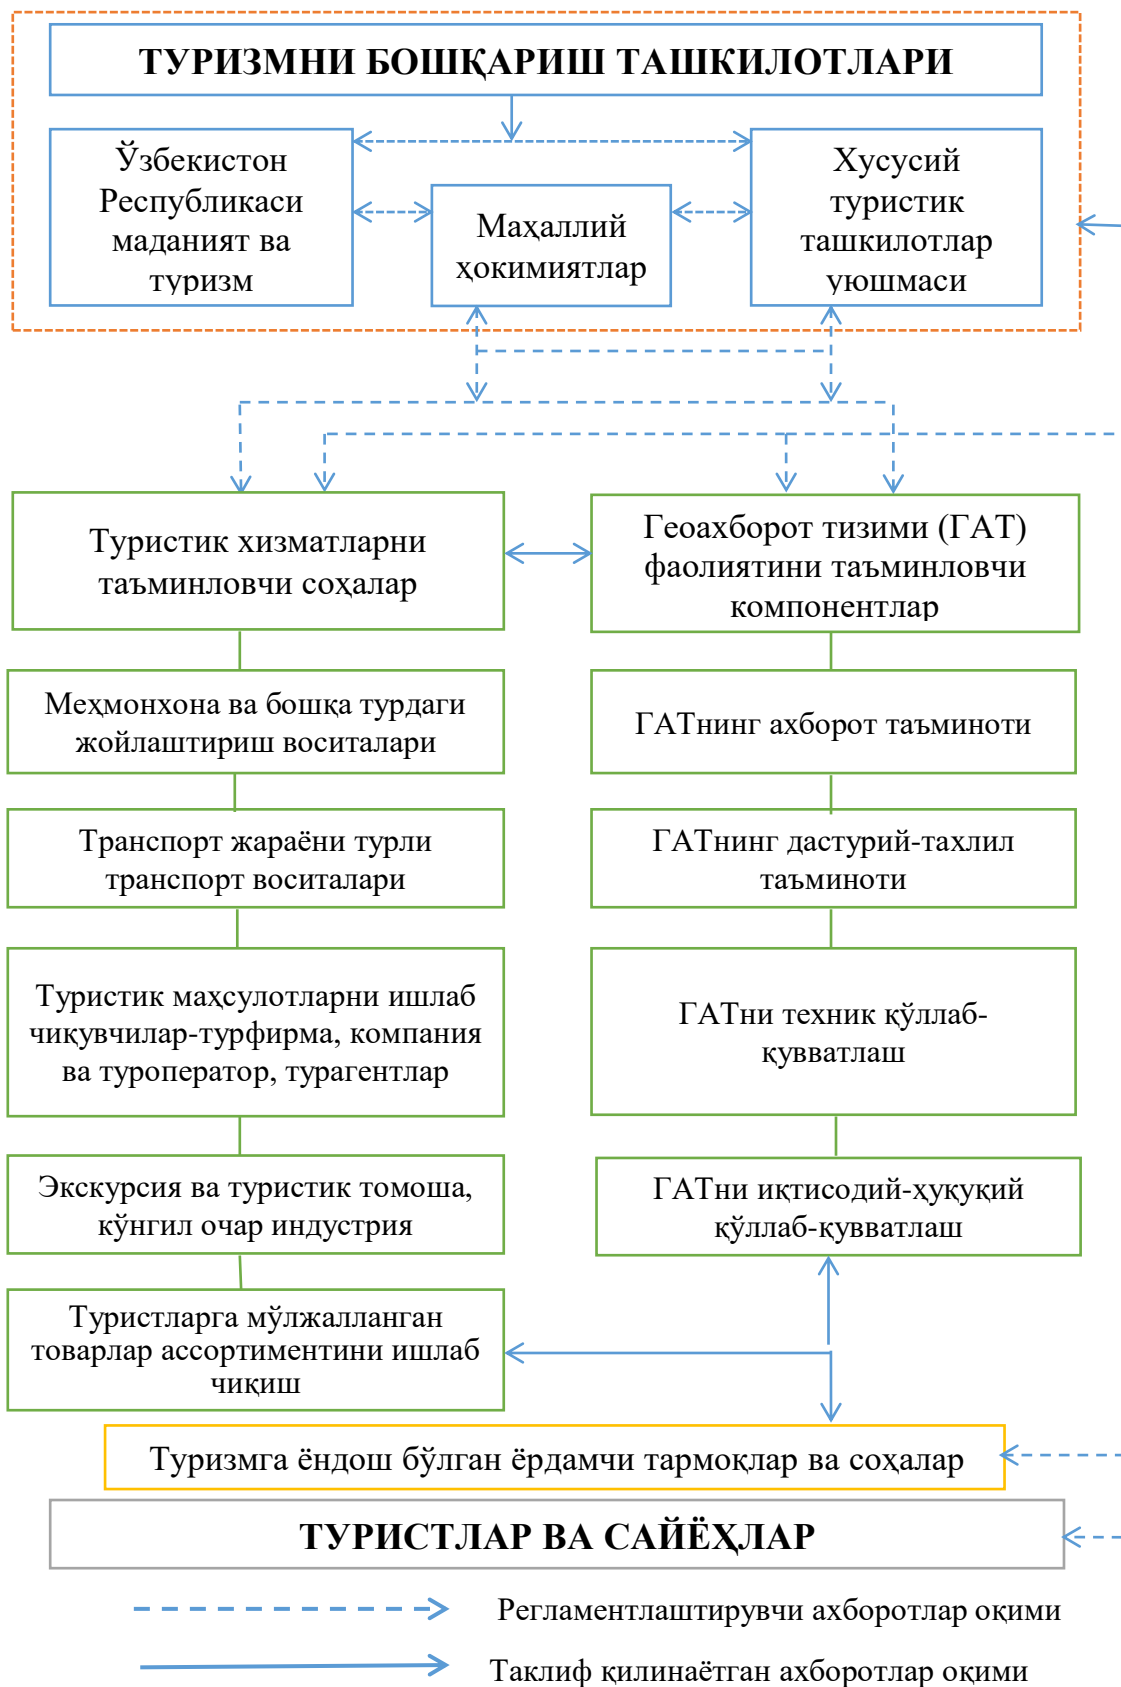 ТУРИЗМНИ БОШҚАРИШ ТАШКИЛОТЛАРИ
Ўзбекистон
Республикаси
маданият ва
туризм
Маҳаллий
ҳокимиятлар
Хусусий
туристик
ташкилотлар
уюшмаси
Туристик хизматларни
таъминловчи соҳалар
Геоахборот тизими (ГАТ)
фаолиятини таъминловчи
компонентлар
Меҳмонхона ва бошқа турдаги
жойлаштириш воситалари
ГАТнинг ахборот таъминоти
Транспорт жараёни турли
транспорт воситалари
ГАТнинг дастурий-тахлил
таъминоти
Туристик маҳсулотларни ишлаб
чиқувчилар-турфирма, компания
ва туроператор, турагентлар
ГАТни техник қўллаб-
қувватлаш
Экскурсия ва туристик томоша,
кўнгил очар индустрия
ГАТни иқтисодий-ҳуқуқий
қўллаб-қувватлаш
Туристларга мўлжалланган
товарлар ассортиментини ишлаб
чиқиш
Туризмга ёндош бўлган ёрдамчи тармоқлар ва соҳалар
ТУРИСТЛАР ВА САЙЁҲЛАР
Регламентлаштирувчи ахборотлар оқими
Таклиф қилинаётган ахборотлар оқими